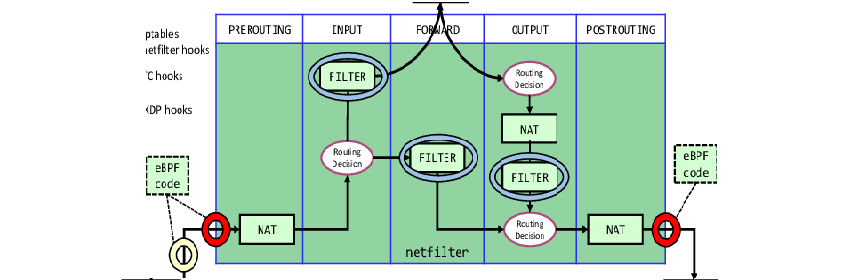 PREROUTING
INPUT
FORWARD
OUTPUT
POSTROUTING
ptables
netfilter hooks
TC hooks
XDP hooks
FILTER
Routing
Decision
NAT
Routing
Decision
FILTER
FILTER
eBPF
code
eBPF
code
NAT
Routing
Decision
NAT
netfilter